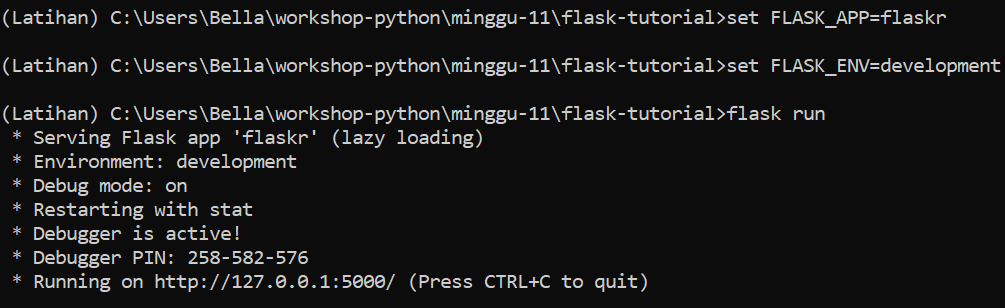 (Latihan) C:\Users\Bella\workshop-python\minggu-11\flask-tutorial>set FLASK_APP=flaskr
(Latihan) C:\Users\Bella\workshop-python\minggu-11\flask-tutorial>set FLASK_ENV=development
(Latihan) C:\Users\Bella\workshop-python\minggu-11\flask-tutorial>flask run
 * Serving Flask app 'flaskr' (lazy loading)
 * Environment: development
 * Debug mode: on
 * Restarting with stat
 * Debugger is active!
 * Debugger PIN: 258-582-576
 * Running on http://127.0.0.1:5000/ (Press CTRL+C to quit)